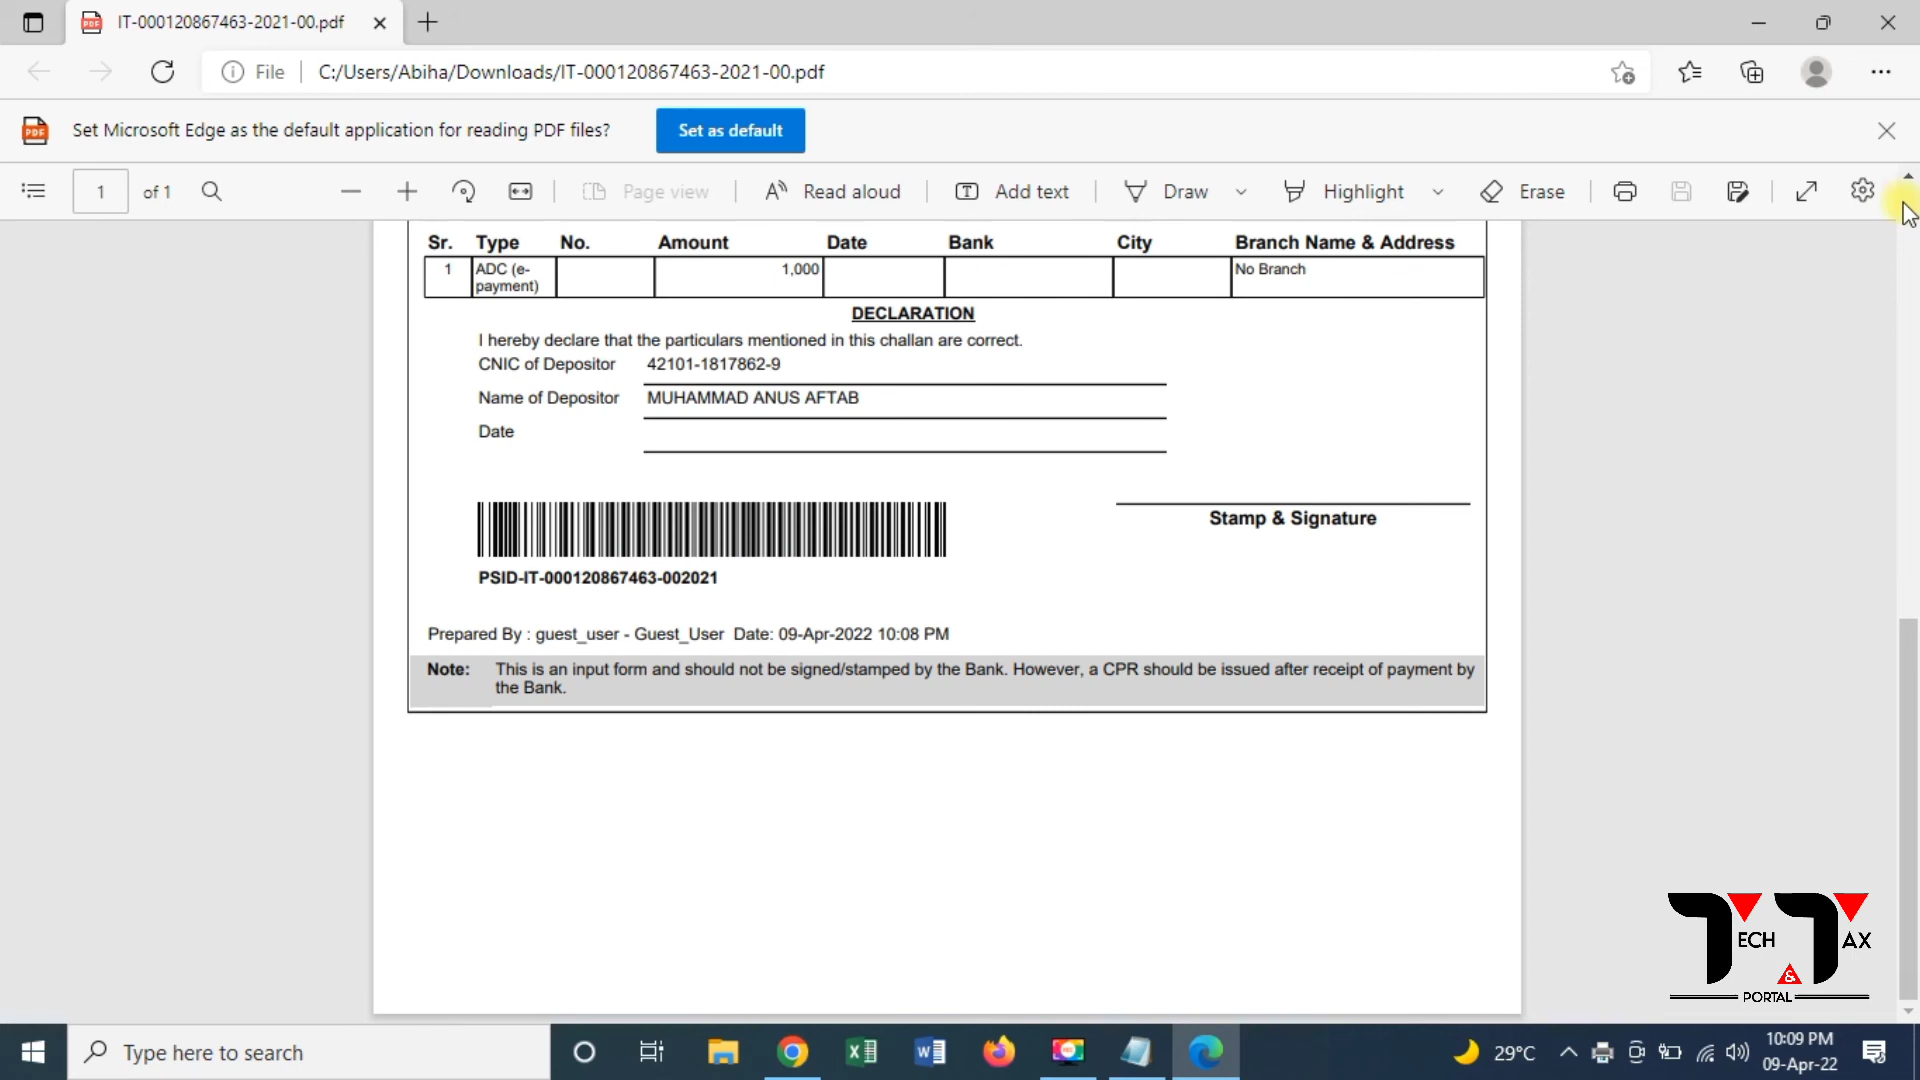 IT-000120867463-2021-00.pdf
File C:/Users/Abiha/Downloads/IT-000120867463-2021-00.pdf
Set Microsoft Edge as the default application for reading PDF files? Set as default
1 of 1 Page view Read aloud Add text Draw Highlight Erase
Sr. Type No. Amount Date Bank City Branch Name & Address
1 ADC (e- 1,000 No Branch
payment)
DECLARATION
I hereby declare that the particulars mentioned in this challan are correct.
CNIC of Depositor 42101-1817862-9
Name of Depositor MUHAMMAD ANUS AFTAB
Date
Stamp & Signature
PSID-IT-000120867463-002021
Prepared By : guest_user - Guest_User Date: 09-Apr-2022 10:08 PM
Note: This is an input form and should not be signed/stamped by the Bank. However, a CPR should be issued after receipt of payment by
the Bank.
TECH & TAX
PORTAL
Type here to search
29°C
10:09 PM
09-Apr-22